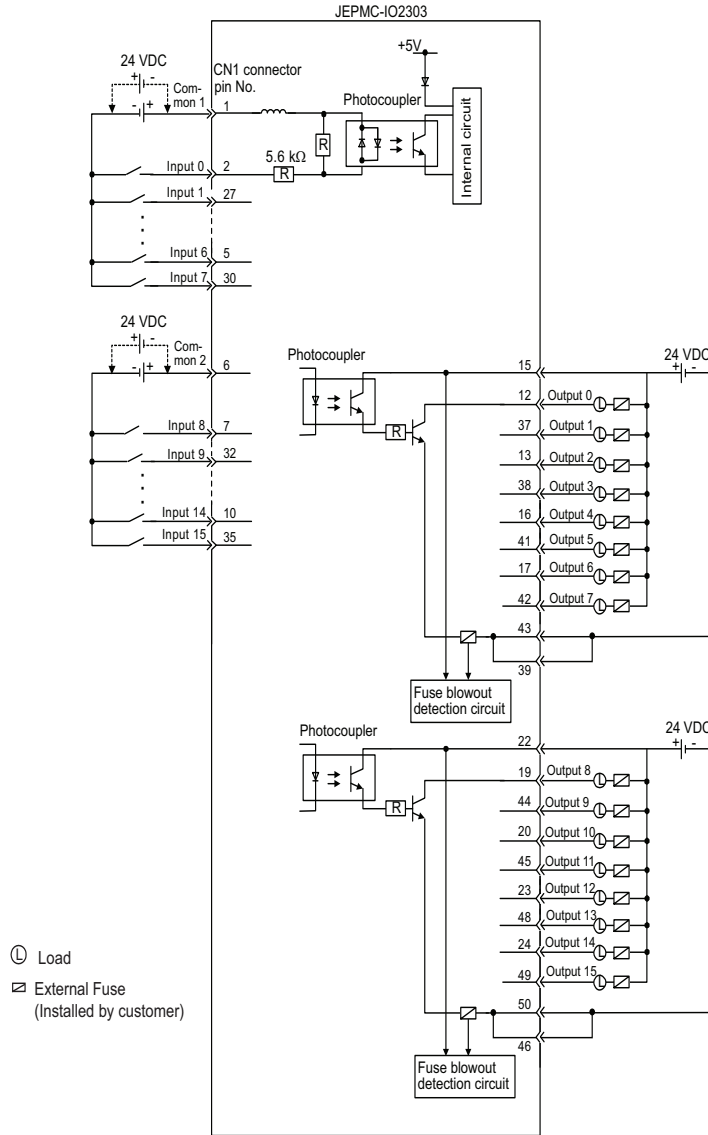 JEPMC-IO2303
24 VDC
+ -
- +
Com-
mon 1
CN1 connector
pin No.
1
+5V
Photocoupler
Internal circuit
R
5.6 kΩ
R
Input 0 2
Input 1 27
Input 6 5
Input 7 30
24 VDC
+ -
- +
Com-
mon 2
6
Input 8 7
Input 9 32
Input 14 10
Input 15 35
Photocoupler
R
15
24 VDC
+ -
12 Output 0 L
37 Output 1 L
13 Output 2 L
38 Output 3 L
16 Output 4 L
41 Output 5 L
17 Output 6 L
42 Output 7 L
43
39
Fuse blowout
detection circuit
Photocoupler
R
22
24 VDC
+ -
19 Output 8 L
44 Output 9 L
20 Output 10 L
45 Output 11 L
23 Output 12 L
48 Output 13 L
24 Output 14 L
49 Output 15 L
50
46
Fuse blowout
detection circuit
L Load
External Fuse
(Installed by customer)